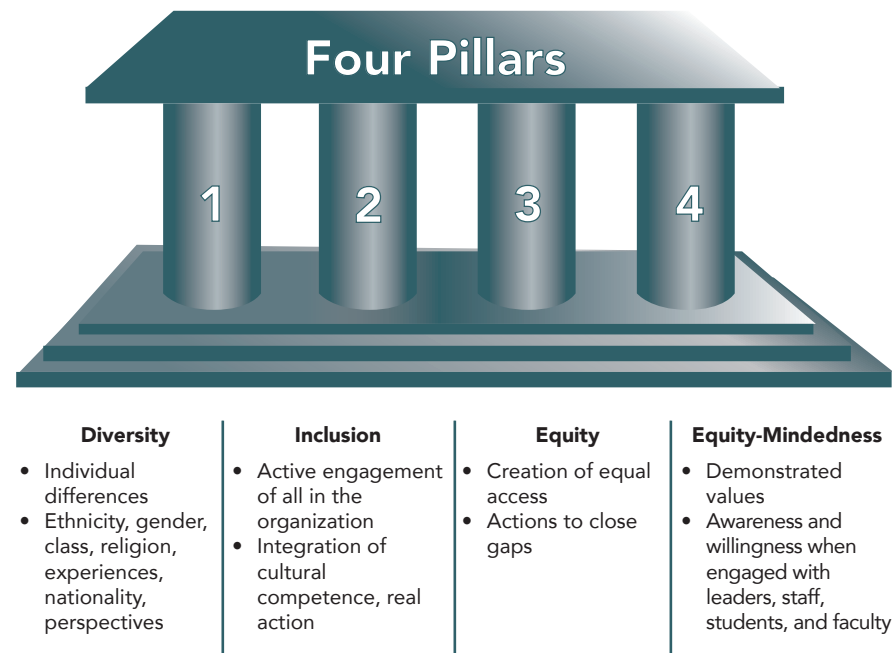 Four Pillars
1
2
3
4
Diversity
• Individual
differences
• Ethnicity, gender,
class, religion,
experiences,
nationality,
perspectives
Inclusion
• Active engagement
of all in the
organization
• Integration of
cultural
competence, real
action
Equity
• Creation of equal
access
• Actions to close
gaps
Equity-Mindedness
• Demonstrated
values
• Awareness and
willingness when
engaged with
leaders, staff,
students, and faculty